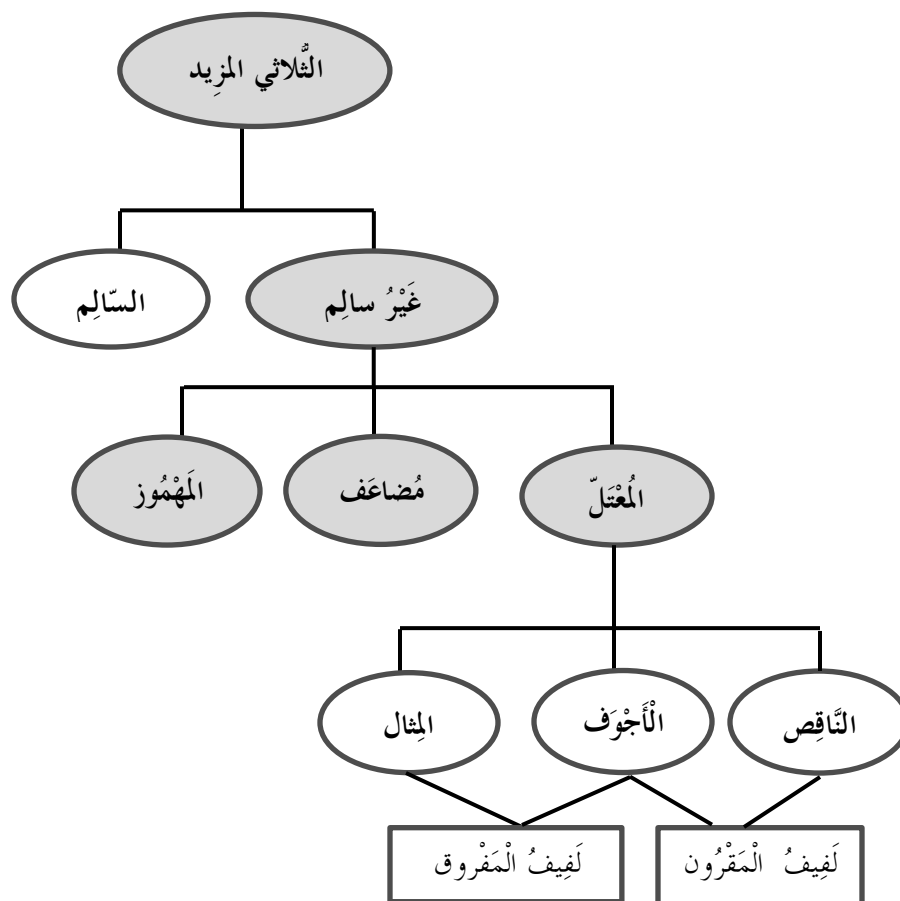 الثُّلاثي المزِيد
غَيْرُ سالِم
السّالِم
المُعْتَلّ
مُضاعَف
المَهْمُوز
النَّاقِص
الْأَجْوَف
المِثال
لَفِيفُ الْمَقْرُون
لَفِيفُ الْمَفْروق